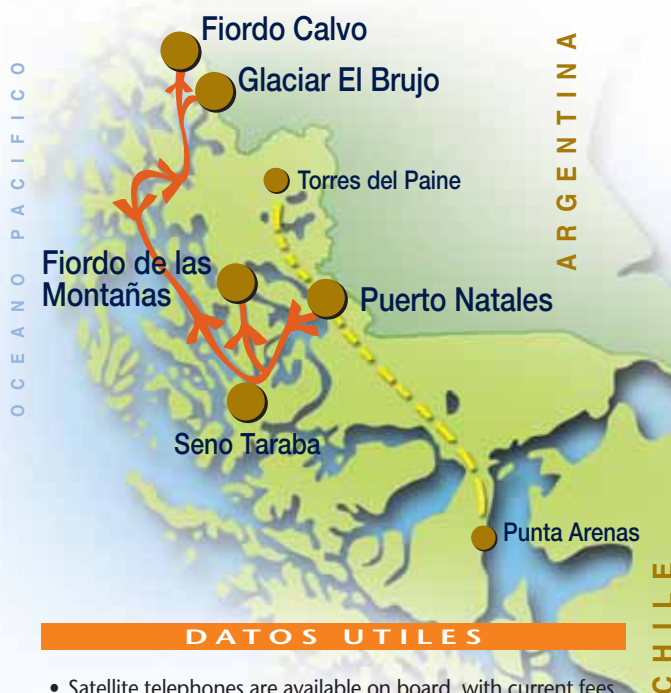 Fiordo Calvo
Glaciar El Brujo
OCEANO PACIFICO
ARGENTINA
Torres del Paine
Fiordo de las
Montañas
Puerto Natales
Seno Taraba
Punta Arenas
CHILE
DATOS UTILES
• Satellite telephones are available on board, with current fees